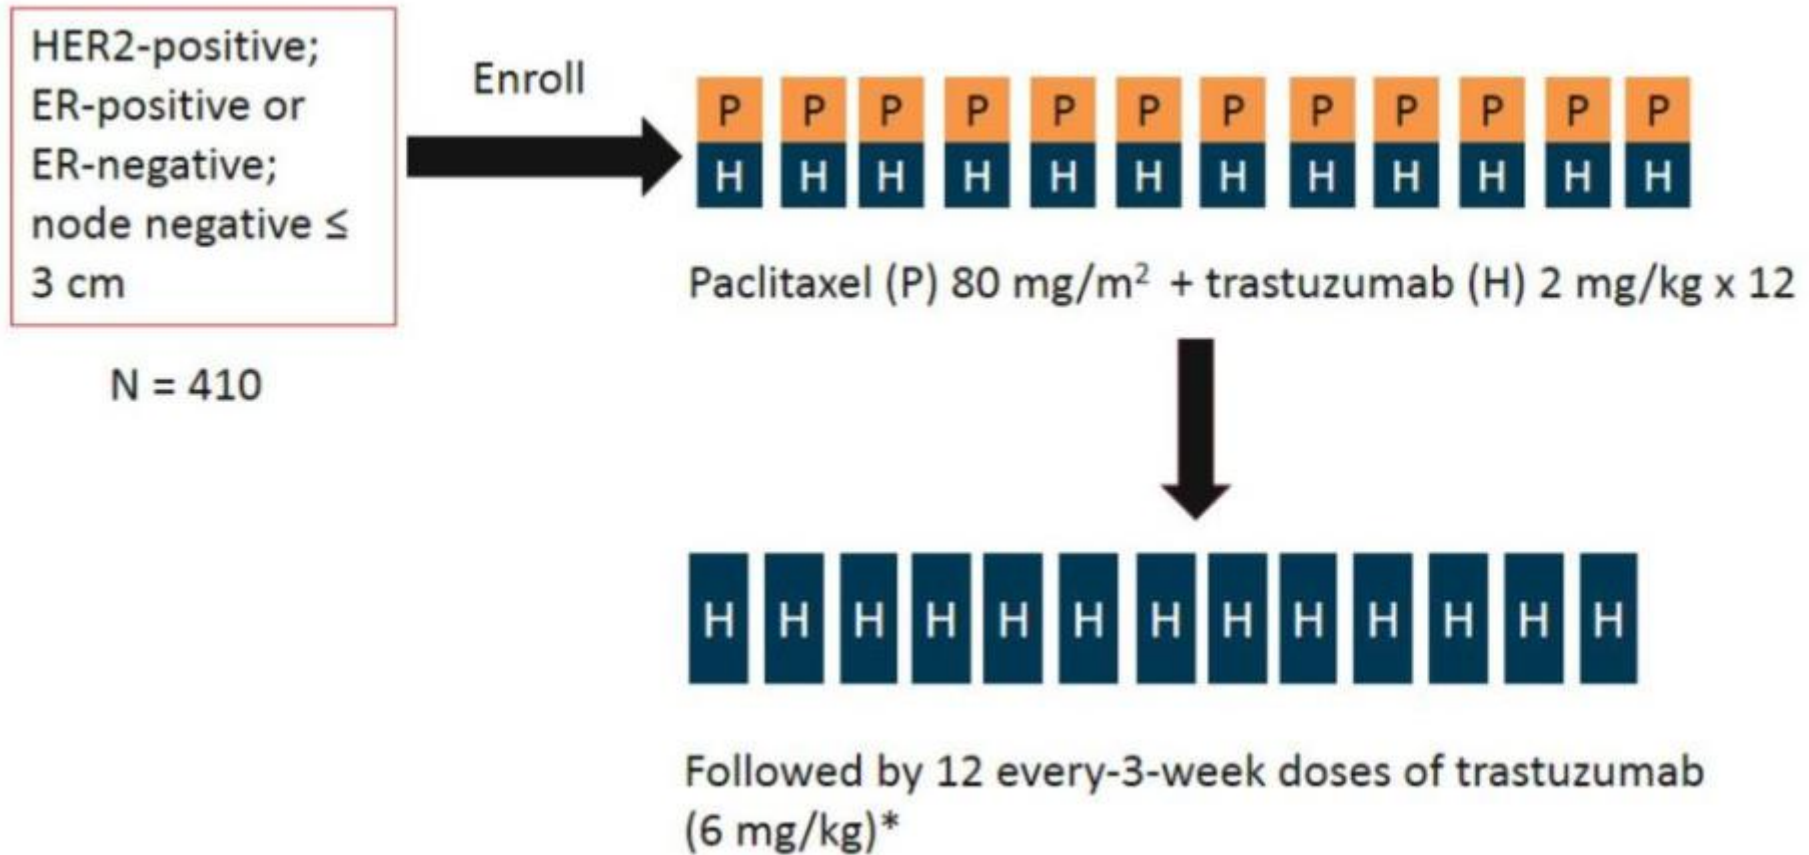 HER2-positive;
ER-positive or
ER-negative;
node negative ≤
3 cm
N = 410
Enroll
P P P P P P P P P P P P
H H H H H H H H H H H H
Paclitaxel (P) 80 mg/m² + trastuzumab (H) 2 mg/kg x 12
H H H H H H H H H H H H H
Followed by 12 every-3-week doses of trastuzumab
(6 mg/kg)*